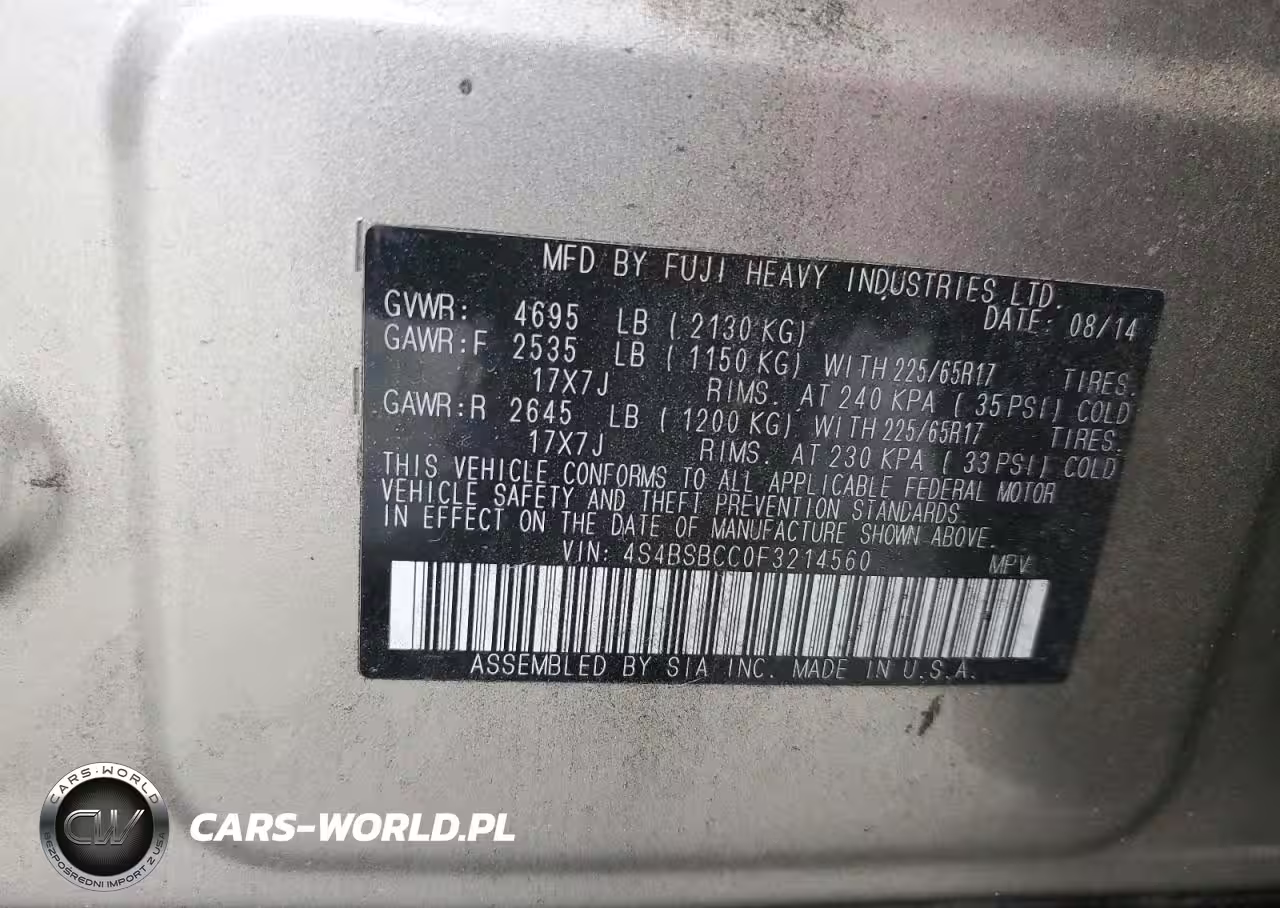 MFD BY FUJI HEAVY INDUSTRIES LTD.
DATE: 08/14
GVWR: 4695 LB (2130 KG)
GAWR:F 2535 LB (1150 KG) WITH 225/65R17 TIRES.
17X7J RIMS. AT 240 KPA (35 PSI) COLD
GAWR:R 2645 LB (1200 KG) WITH 225/65R17 TIRES.
17X7J RIMS. AT 230 KPA (33 PSI) COLD
THIS VEHICLE CONFORMS TO ALL APPLICABLE FEDERAL MOTOR
VEHICLE SAFETY AND THEFT PREVENTION STANDARDS
IN EFFECT ON THE DATE OF MANUFACTURE SHOWN ABOVE.
VIN: 4S4BSBCC0F3214560 MPV
ASSEMBLED BY SIA INC. MADE IN U.S.A.
CARS-WORLD
CW
BEZPOŚREDNI IMPORT Z USA
CARS-WORLD.PL